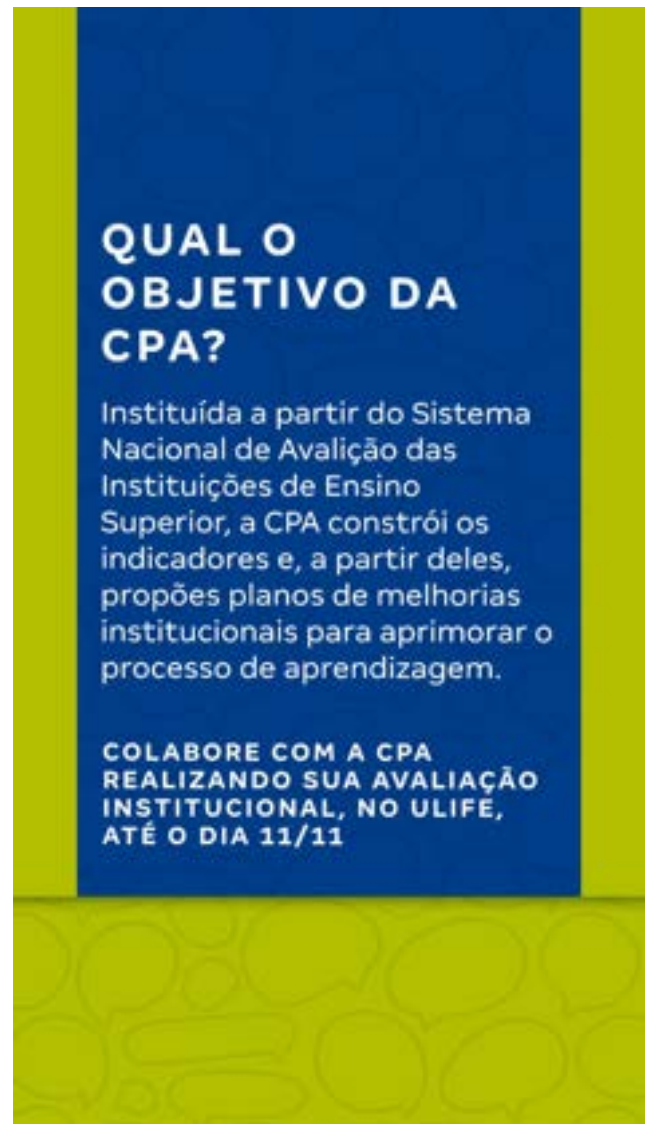 QUAL O
OBJETIVO DA
CPA?
Instituída a partir do Sistema
Nacional de Avalição das
Instituições de Ensino
Superior, a CPA constrói os
indicadores e, a partir deles,
propões planos de melhorias
institucionais para aprimorar o
processo de aprendizagem.
COLABORE COM A CPA
REALIZANDO SUA AVALIAÇÃO
INSTITUCIONAL, NO ULIFE,
ATÉ O DIA 11/11